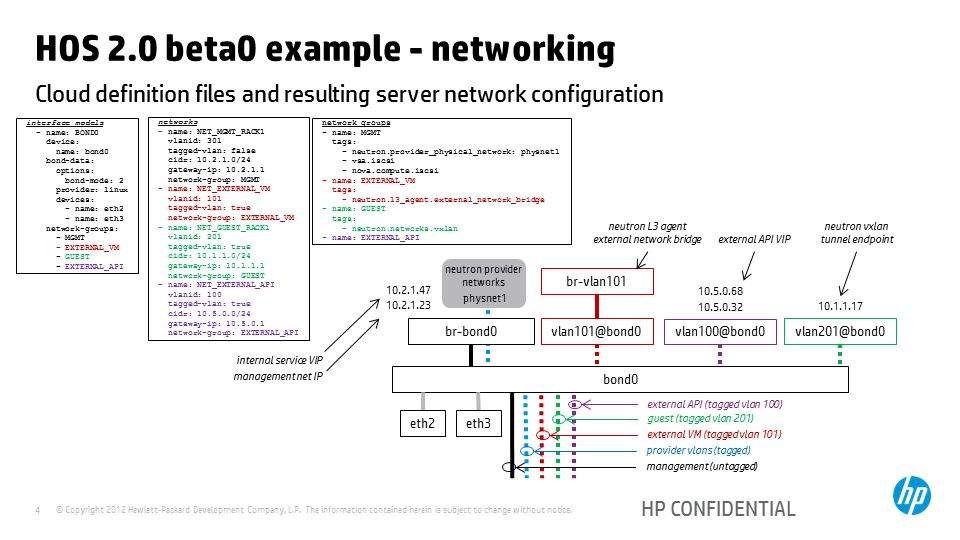 HOS 2.0 beta0 example - networking
Cloud definition files and resulting server network configuration
interface models
- name: BOND0
device:
name: bond0
bond-data:
options:
bond-mode: 2
provider: linux
devices:
- name: eth2
- name: eth3
network-groups:
- MGMT
- EXTERNAL_VM
- GUEST
- EXTERNAL_API
networks
- name: NET_MGMT_RACK1
vlanid: 301
tagged-vlan: false
cidr: 10.2.1.0/24
gateway-ip: 10.2.1.1
network-group: MGMT
- name: NET_EXTERNAL_VM
vlanid: 101
tagged-vlan: true
network-group: EXTERNAL_VM
- name: NET_GUEST_RACK1
vlanid: 201
tagged-vlan: true
cidr: 10.1.1.0/24
gateway-ip: 10.1.1.1
network-group: GUEST
- name: NET_EXTERNAL_API
vlanid: 100
tagged-vlan: true
cidr: 10.5.0.0/24
gateway-ip: 10.5.0.1
network-group: EXTERNAL_API
network groups
- name: MGMT
tags:
- neutron.provider_physical_network: physnet1
- vsa.iscsi
- nova.compute.iscsi
- name: EXTERNAL_VM
tags:
- neutron.l3_agent.external_network_bridge
- name: GUEST
tags:
- neutron.networks.vxlan
- name: EXTERNAL_API
neutron L3 agent
external network bridge
external API VIP
neutron vxlan
tunnel endpoint
neutron provider
networks
physnet1
br-vlan101
10.2.1.47
10.2.1.23
10.5.0.68
10.5.0.32
10.1.1.17
br-bond0
vlan101@bond0
vlan100@bond0
vlan201@bond0
internal service VIP
management net IP
bond0
eth2
eth3
external API (tagged vlan 100)
guest (tagged vlan 201)
external VM (tagged vlan 101)
provider vlans (tagged)
management (untagged)
4 © Copyright 2012 Hewlett-Packard Development Company, L.P. The information contained herein is subject to change without notice.
HP CONFIDENTIAL
hp